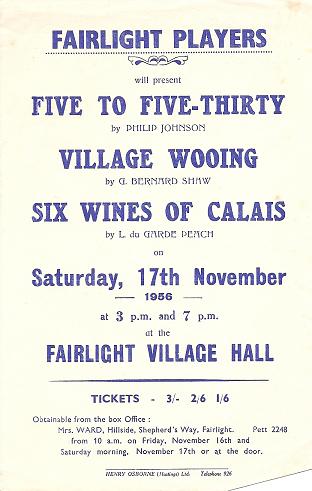 FAIRLIGHT PLAYERS
will present
FIVE TO FIVE-THIRTY
by PHILIP JOHNSON
VILLAGE WOOING
by G. BERNARD SHAW
SIX WINES OF CALAIS
by L. du GARDE PEACH
on
Saturday, 17th November
1956
at 3 p.m. and 7 p.m.
at the
FAIRLIGHT VILLAGE HALL
TICKETS - 3/- 2/6 1/6
Obtainable from the box Office :
Mrs. WARD, Hillside, Shepherd's Way, Fairlight. Pett 2248
from 10 a.m. on Friday, November 16th and
Saturday morning, November 17th or at the door.
HENRY OSBORNE (Hastings) Ltd. Telephone 926